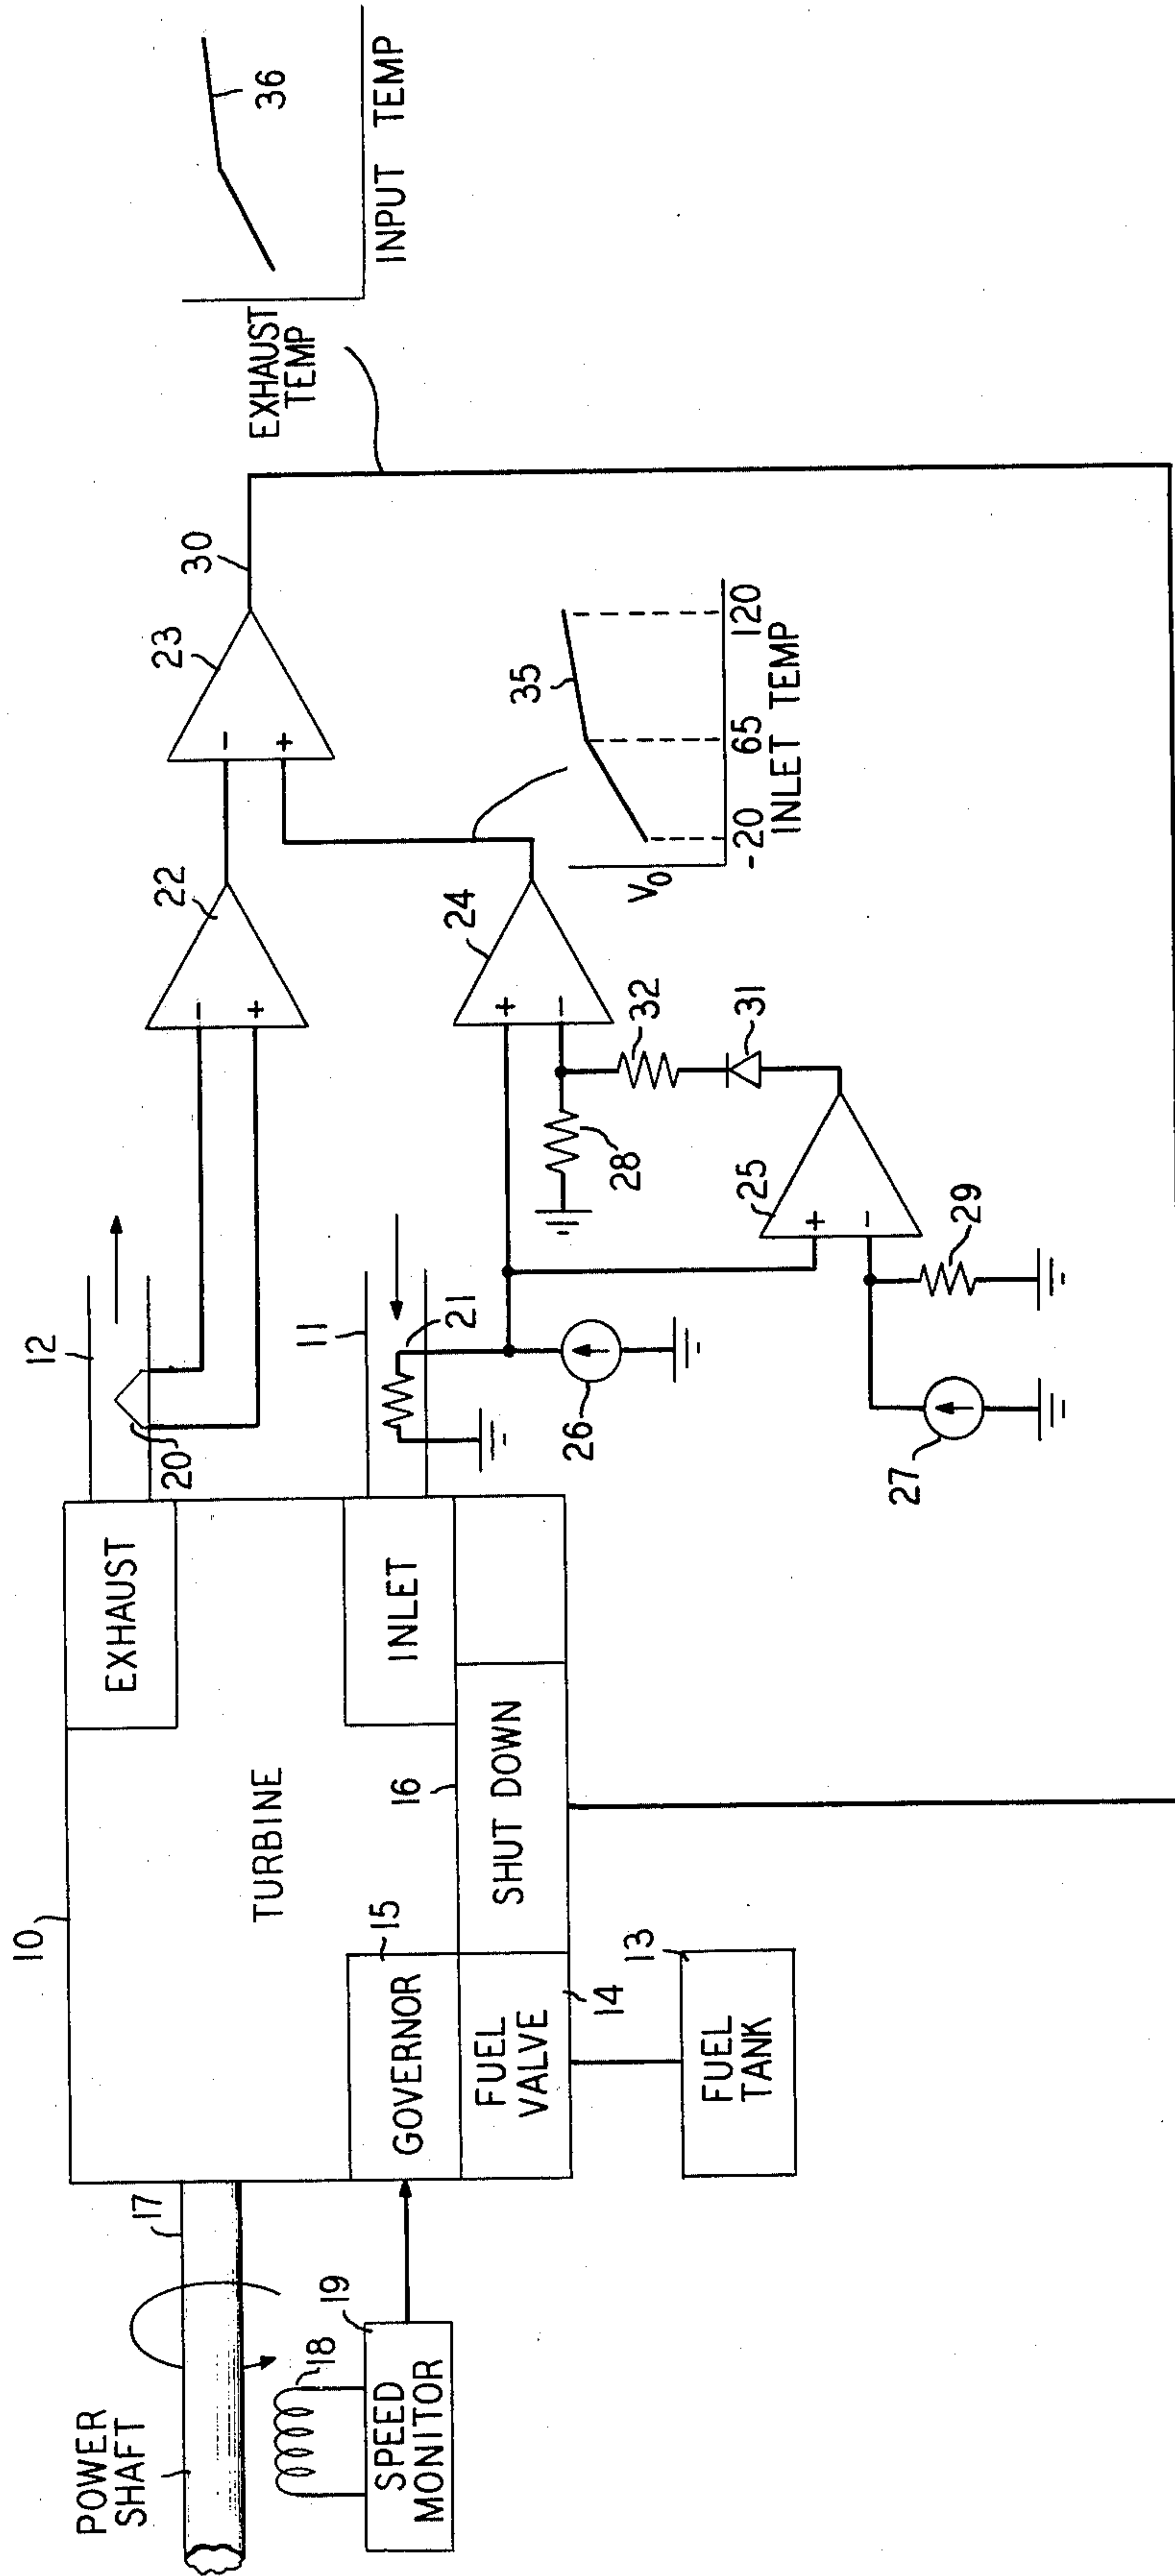 POWER
SHAFT
17
18
19
SPEED
MONITOR
10
TURBINE
EXHAUST
INLET
GOVERNOR
15
16
FUEL
VALVE
14
SHUT DOWN
FUEL
TANK
13
12
20
11
21
26
27
22
- +
23
- +
30
24
+ -
28
32
31
25
+ -
29
V0
35
-20 65 120
INLET TEMP
EXHAUST
TEMP
36
INPUT TEMP